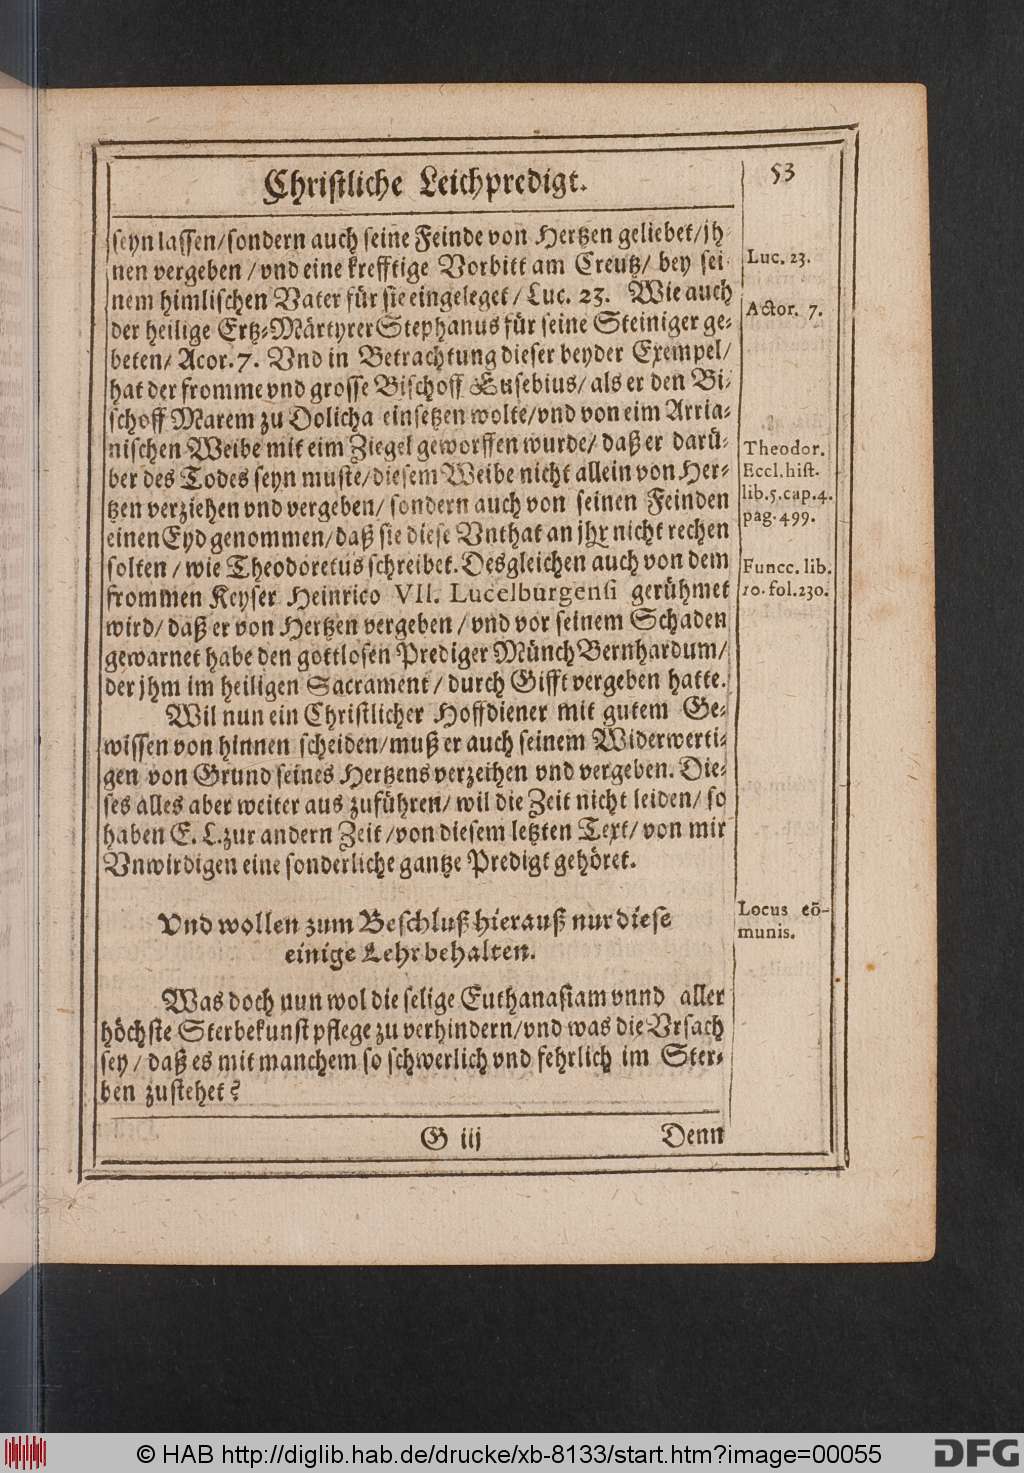 Christliche Leichpredigt.
53
seyn lassen/sondern auch seine Feinde von Hertzen geliebet/jh-
nen vergeben/vnd eine krefftige Vorbitt am Creutz/bey sei-
nem himlischen Vater für sie eingeleget/Luc. 23. Wie auch
der heilige Ertz-Märtyrer Stephanus für seine Steiniger ge-
beten/Acor. 7. Vnd in Betrachtung dieser beyder Exempel/
hat der fromme vnd grosse Bischoff Eusebius/als er den Bi-
schoff Marem zu Dolicha einsetzen wolte/vnd von eim Arria-
nischen Weibe mit eim Ziegel geworffen wurde/daß er darü-
ber des Todes seyn muste/diesem Weibe nicht allein von Her-
tzen verziehen vnd vergeben/sondern auch von seinen Feinden
einen Eyd genommen/daß sie diese Vnthat an jhr nicht rechen
solten/wie Theodoretus schreibet. Desgleichen auch von dem
frommen Keyser Heinrico VII. Lucelburgensi gerühmet
wird/daß er von Hertzen vergeben/vnd vor seinem Schaden
gewarnet habe den gottlosen Prediger Münch Bernhardum/
der jhm im heiligen Sacrament/durch Gifft vergeben hatte.
Wil nun ein Christlicher Hoffdiener mit gutem Ge-
wissen von hinnen scheiden/muß er auch seinem Widerwerti-
gen von Grund seines Hertzens verzeihen vnd vergeben. Die-
ses alles aber weiter aus zuführen/wil die Zeit nicht leiden/so
haben E. L. zur andern Zeit/von diesem letzten Text/von mir
Vnwirdigen eine sonderliche gantze Predigt gehöret.
Vnd wollen zum Beschluß hierauß nur diese
einige Lehr behalten.
Was doch nun wol die selige Euthanasiam vnnd aller
höchste Sterbekunst pflege zu verhindern/vnd was die Vrsach
sey/daß es mit manchem so schwerlich vnd fehrlich im Ster-
ben zustehet?
G iij
Denn
Luc. 23.
Actor. 7.
Theodor.
Eccl. hist.
lib. 5. cap. 4.
pag. 499.
Funcc. lib.
10. fol. 230.
Locus cō-
munis.
© HAB http://diglib.hab.de/drucke/xb-8133/start.htm?image=00055
DFG